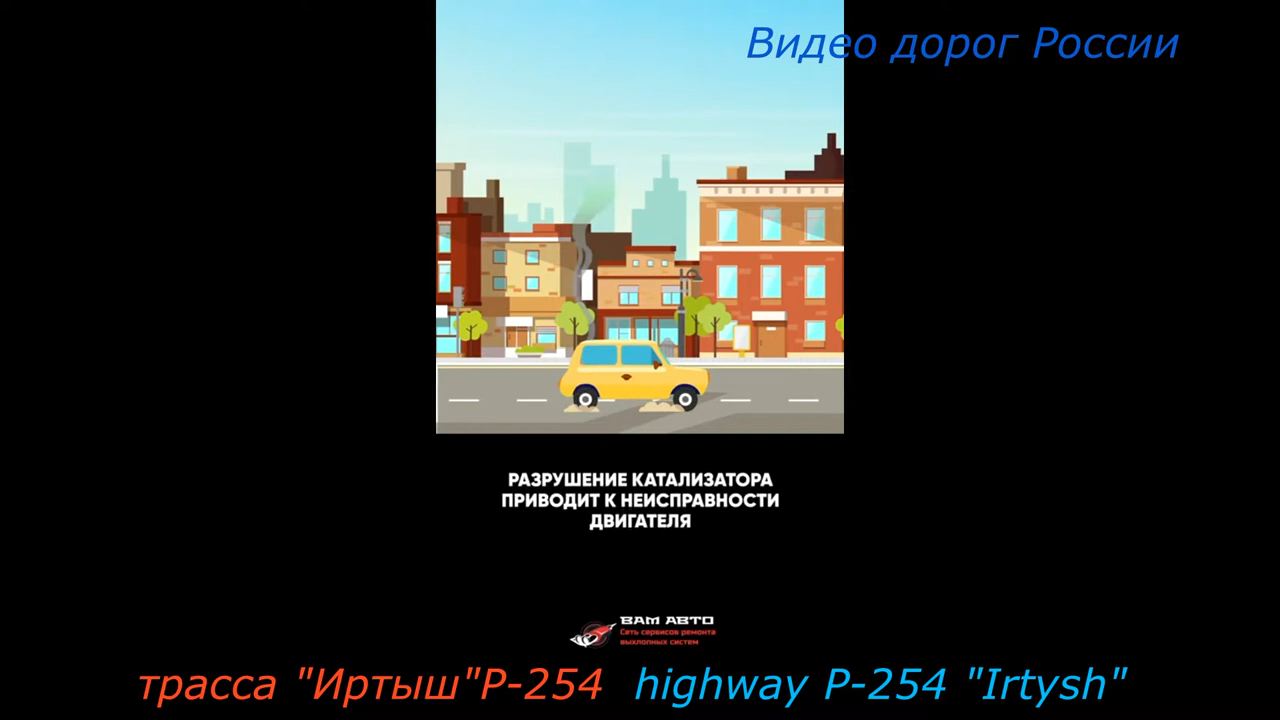 Видео дорог России
РАЗРУШЕНИЕ КАТАЛИЗАТОРА
ПРИВОДИТ К НЕИСПРАВНОСТИ
ДВИГАТЕЛЯ
ВАМ АВТО
Сеть сервисов ремонта
выхлопных систем
трасса "Иртыш"Р-254 highway P-254 "Irtysh"